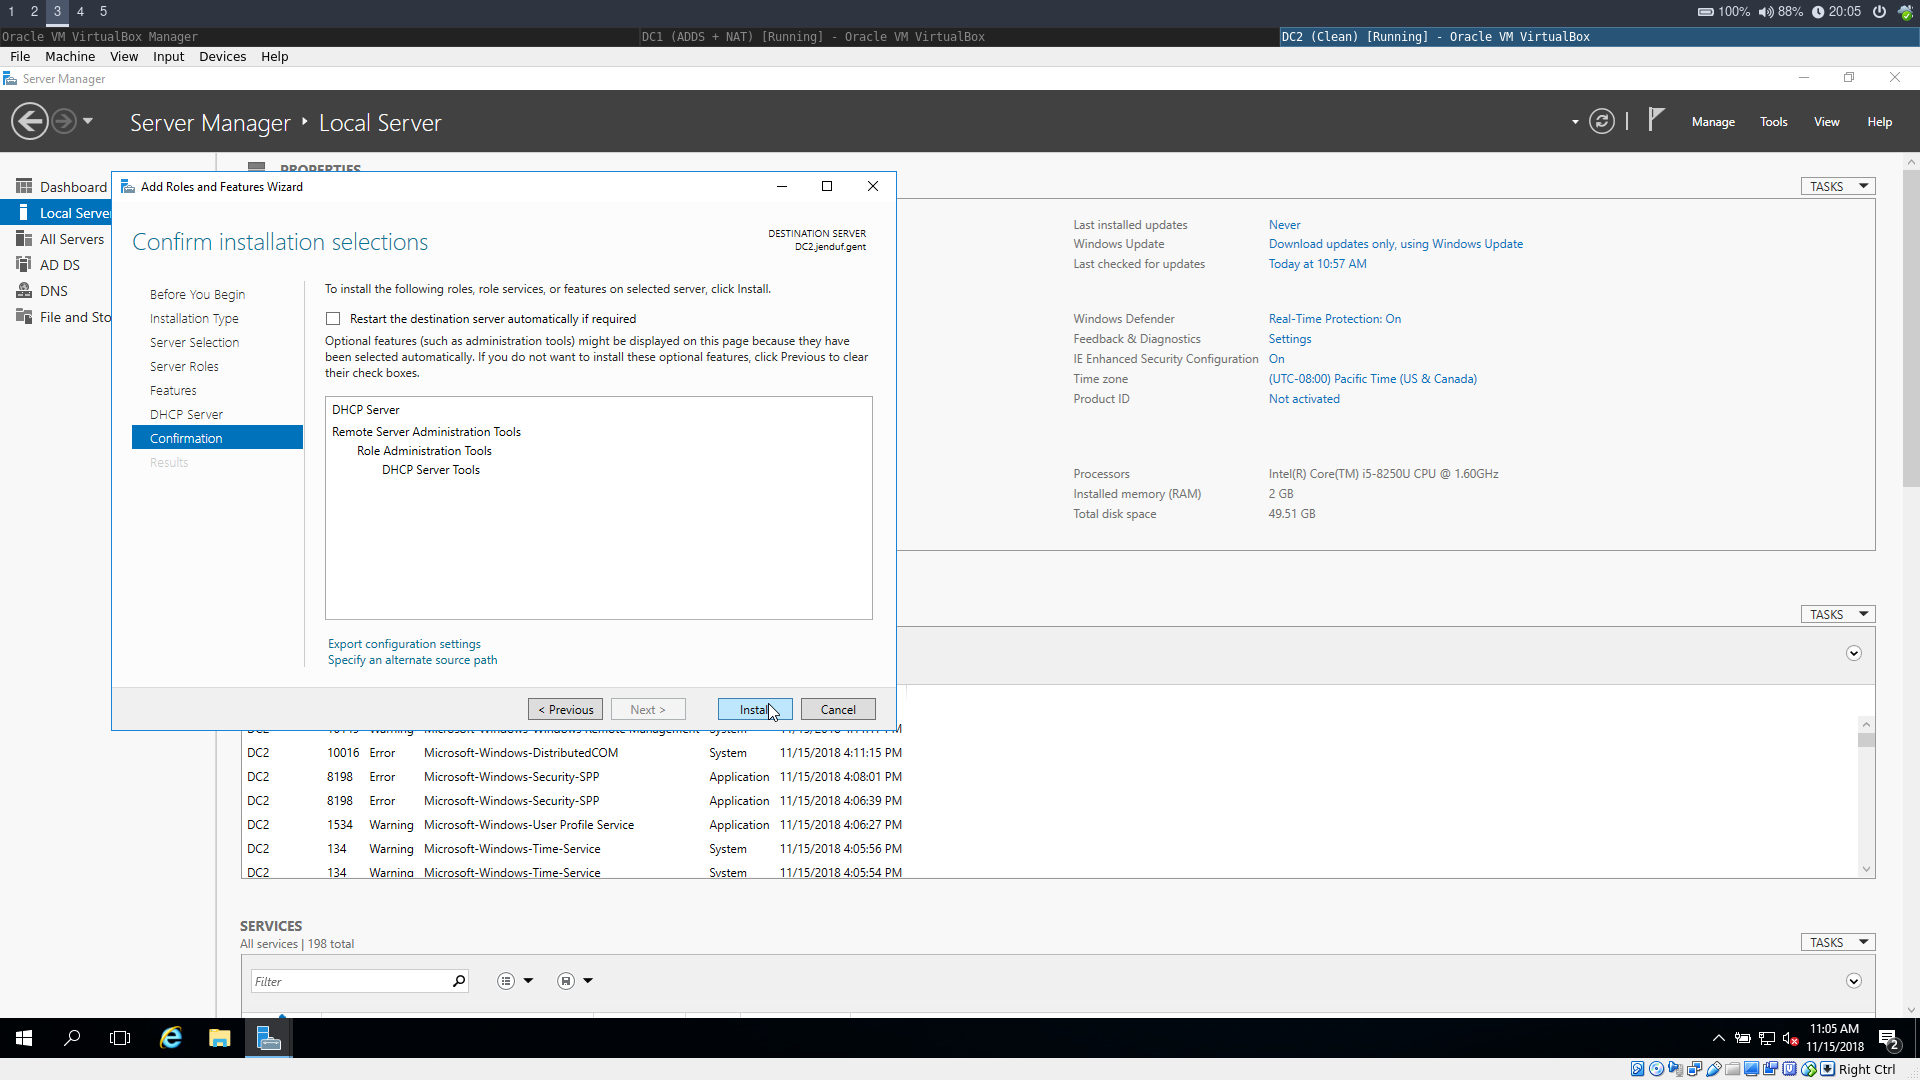 1 2 3 4 5 100% 88% 20:05
Oracle VM VirtualBox Manager DC1 (ADDS + NAT) [Running] - Oracle VM VirtualBox DC2 (Clean) [Running] - Oracle VM VirtualBox
File Machine View Input Devices Help
Server Manager
Server Manager Local Server Manage Tools View Help
PROPERTIES
TASKS
Dashboard
Local Server
All Servers
AD DS
DNS
File and Sto
Add Roles and Features Wizard
Confirm installation selections
DESTINATION SERVER
DC2.jenduf.gent
Before You Begin
Installation Type
Server Selection
Server Roles
Features
DHCP Server
Confirmation
Results
To install the following roles, role services, or features on selected server, click Install.
Restart the destination server automatically if required
Optional features (such as administration tools) might be displayed on this page because they have
been selected automatically. If you do not want to install these optional features, click Previous to clear
their check boxes.
DHCP Server
Remote Server Administration Tools
Role Administration Tools
DHCP Server Tools
Export configuration settings
Specify an alternate source path
< Previous Next > Install Cancel
Last installed updates Never
Windows Update Download updates only, using Windows Update
Last checked for updates Today at 10:57 AM
Windows Defender Real-Time Protection: On
Feedback & Diagnostics Settings
IE Enhanced Security Configuration On
Time zone (UTC-08:00) Pacific Time (US & Canada)
Product ID Not activated
Processors Intel(R) Core(TM) i5-8250U CPU @ 1.60GHz
Installed memory (RAM) 2 GB
Total disk space 49.51 GB
TASKS
DC2 10016 Error Microsoft-Windows-DistributedCOM System 11/15/2018 4:11:15 PM
DC2 8198 Error Microsoft-Windows-Security-SPP Application 11/15/2018 4:08:01 PM
DC2 8198 Error Microsoft-Windows-Security-SPP Application 11/15/2018 4:06:39 PM
DC2 1534 Warning Microsoft-Windows-User Profile Service Application 11/15/2018 4:06:27 PM
DC2 134 Warning Microsoft-Windows-Time-Service System 11/15/2018 4:05:56 PM
DC2 134 Warning Microsoft-Windows-Time-Service System 11/15/2018 4:05:54 PM
SERVICES
All services | 198 total
TASKS
Filter
11:05 AM
11/15/2018
2
Right Ctrl